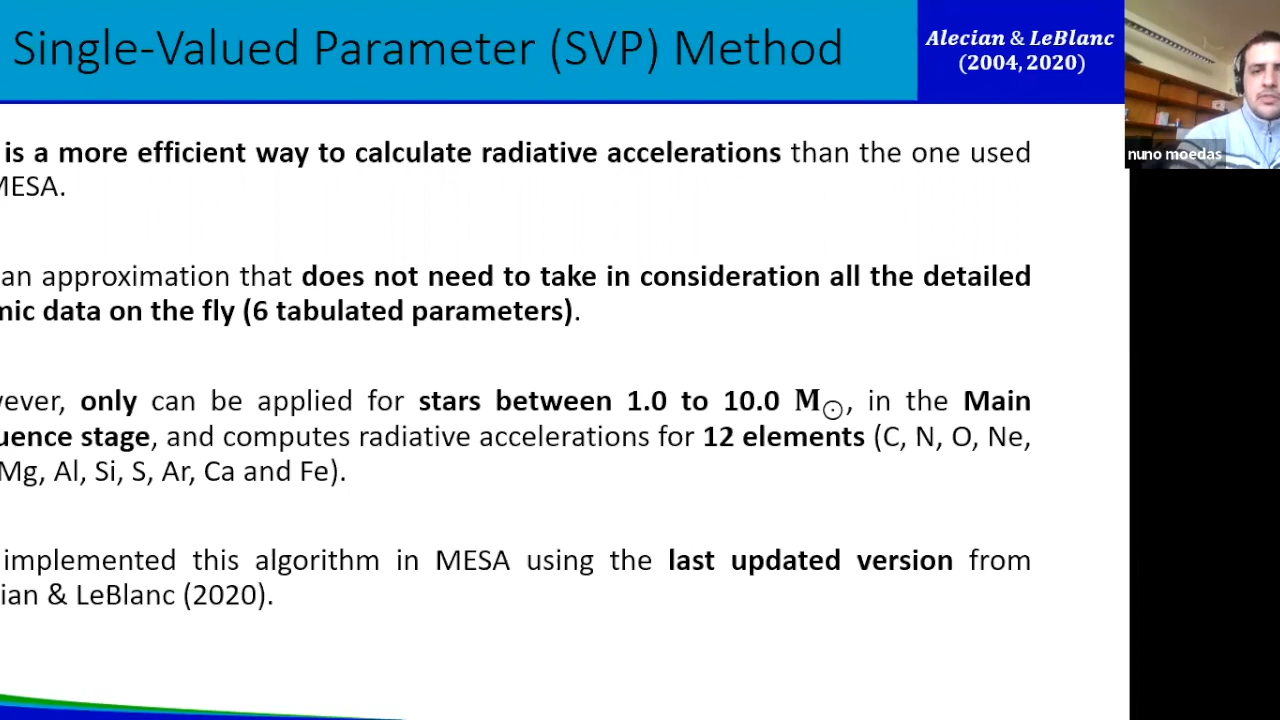 Single-Valued Parameter (SVP) Method
Alecian & LeBlanc
(2004, 2020)
nuno moedas
is a more efficient way to calculate radiative accelerations than the one used
MESA.
an approximation that does not need to take in consideration all the detailed
mic data on the fly (6 tabulated parameters).
ever, only can be applied for stars between 1.0 to 10.0 M☉, in the Main
uence stage, and computes radiative accelerations for 12 elements (C, N, O, Ne,
Mg, Al, Si, S, Ar, Ca and Fe).
implemented this algorithm in MESA using the last updated version from
ian & LeBlanc (2020).